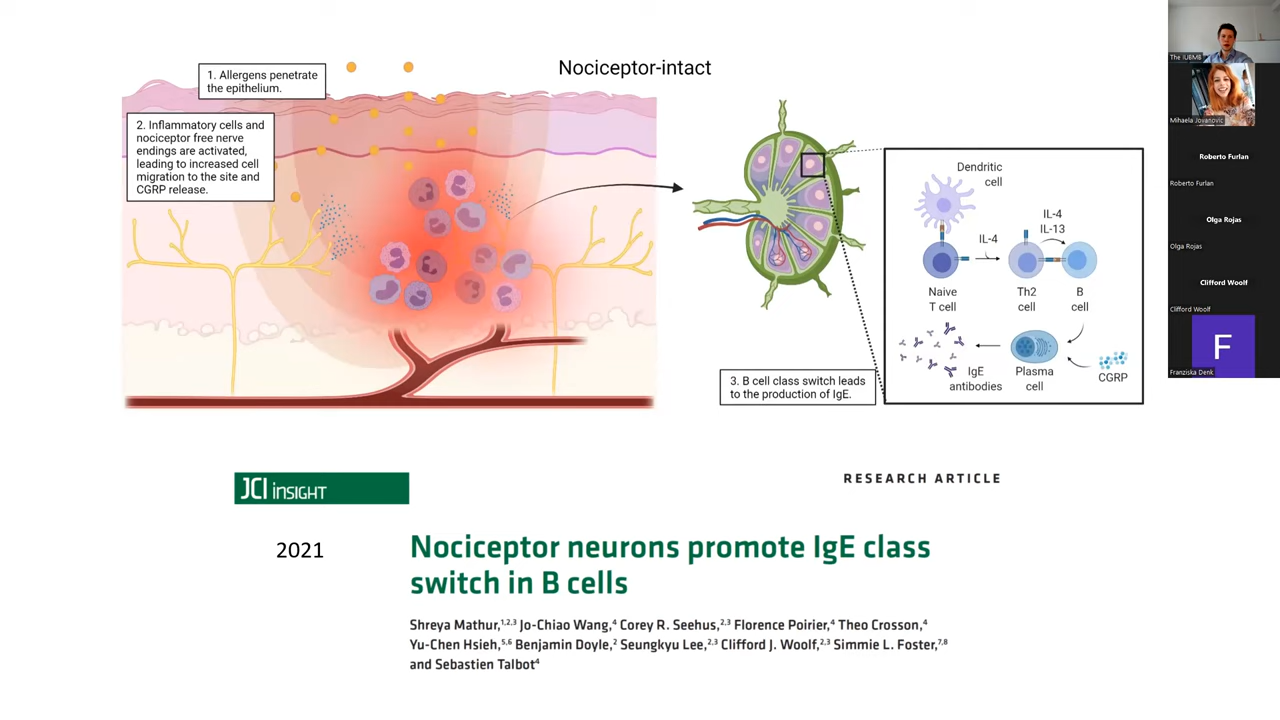 Nociceptor-intact
1. Allergens penetrate
the epithelium.
2. Inflammatory cells and
nociceptor free nerve
endings are activated,
leading to increased cell
migration to the site and
CGRP release.
Dendritic
cell
IL-4
IL-4
IL-13
Naive
T cell
Th2
cell
B
cell
IgE
antibodies
Plasma
cell
CGRP
3. B cell class switch leads
to the production of IgE.
JCI insight
RESEARCH ARTICLE
2021
Nociceptor neurons promote IgE class
switch in B cells
Shreya Mathur,1,2,3 Jo-Chiao Wang,4 Corey R. Seehus,2,3 Florence Poirier,4 Theo Crosson,4
Yu-Chen Hsieh,5,6 Benjamin Doyle,2 Seungkyu Lee,2,3 Clifford J. Woolf,2,3 Simmie L. Foster,7,8
and Sebastien Talbot4
The IUBMB
Mihaela Jovanovic
Roberto Furlan
Roberto Furlan
Olga Rojas
Olga Rojas
Clifford Woolf
Clifford Woolf
F
Franziska Denk